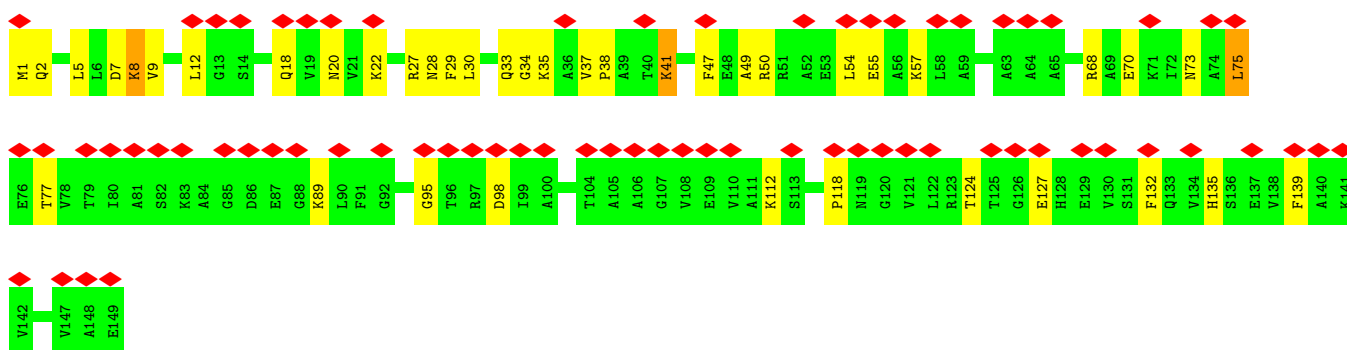 M1 Q2 L5 L6 D7 K8 V9 L12 G13 S14 Q18 V19 N20 V21 K22 R27 N28 F29 L30 Q33 G34 K35 A36 V37 P38 A39 T40 K41 F47 E48 A49 R50 R51 A52 E53 L54 E55 A56 K57 L58 A59 A63 A64 A65 R68 A69 E70 K71 I72 N73 A74 L75
E76 T77 V78 T79 I80 A81 S82 K83 A84 G85 D86 E87 G88 K89 L90 F91 G92 G95 T96 R97 D98 I99 A100 T104 A105 A106 G107 V108 E109 V110 A111 K112 S113 P118 N119 G120 V121 L122 R123 T124 T125 G126 E127 H128 E129 V130 S131 F132 Q133 V134 H135 S136 E137 V138 F139 A140 K141
V142 V147 A148 E149